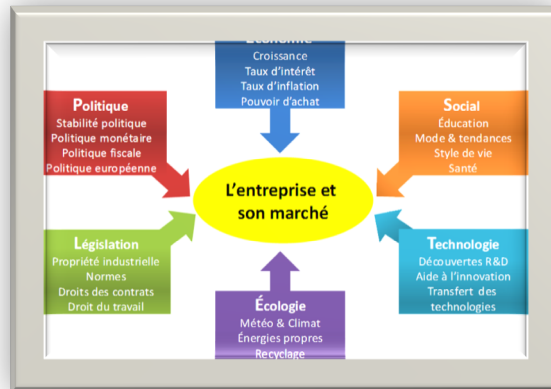 Économie
Croissance
Taux d'intérêt
Taux d'inflation
Pouvoir d'achat
Politique
Stabilité politique
Politique monétaire
Politique fiscale
Politique européenne
Social
Éducation
Mode & tendances
Style de vie
Santé
L'entreprise et
son marché
Législation
Propriété industrielle
Normes
Droits des contrats
Droit du travail
Technologie
Découvertes R&D
Aide à l'innovation
Transfert des
technologies
Écologie
Météo & Climat
Énergies propres
Recyclage